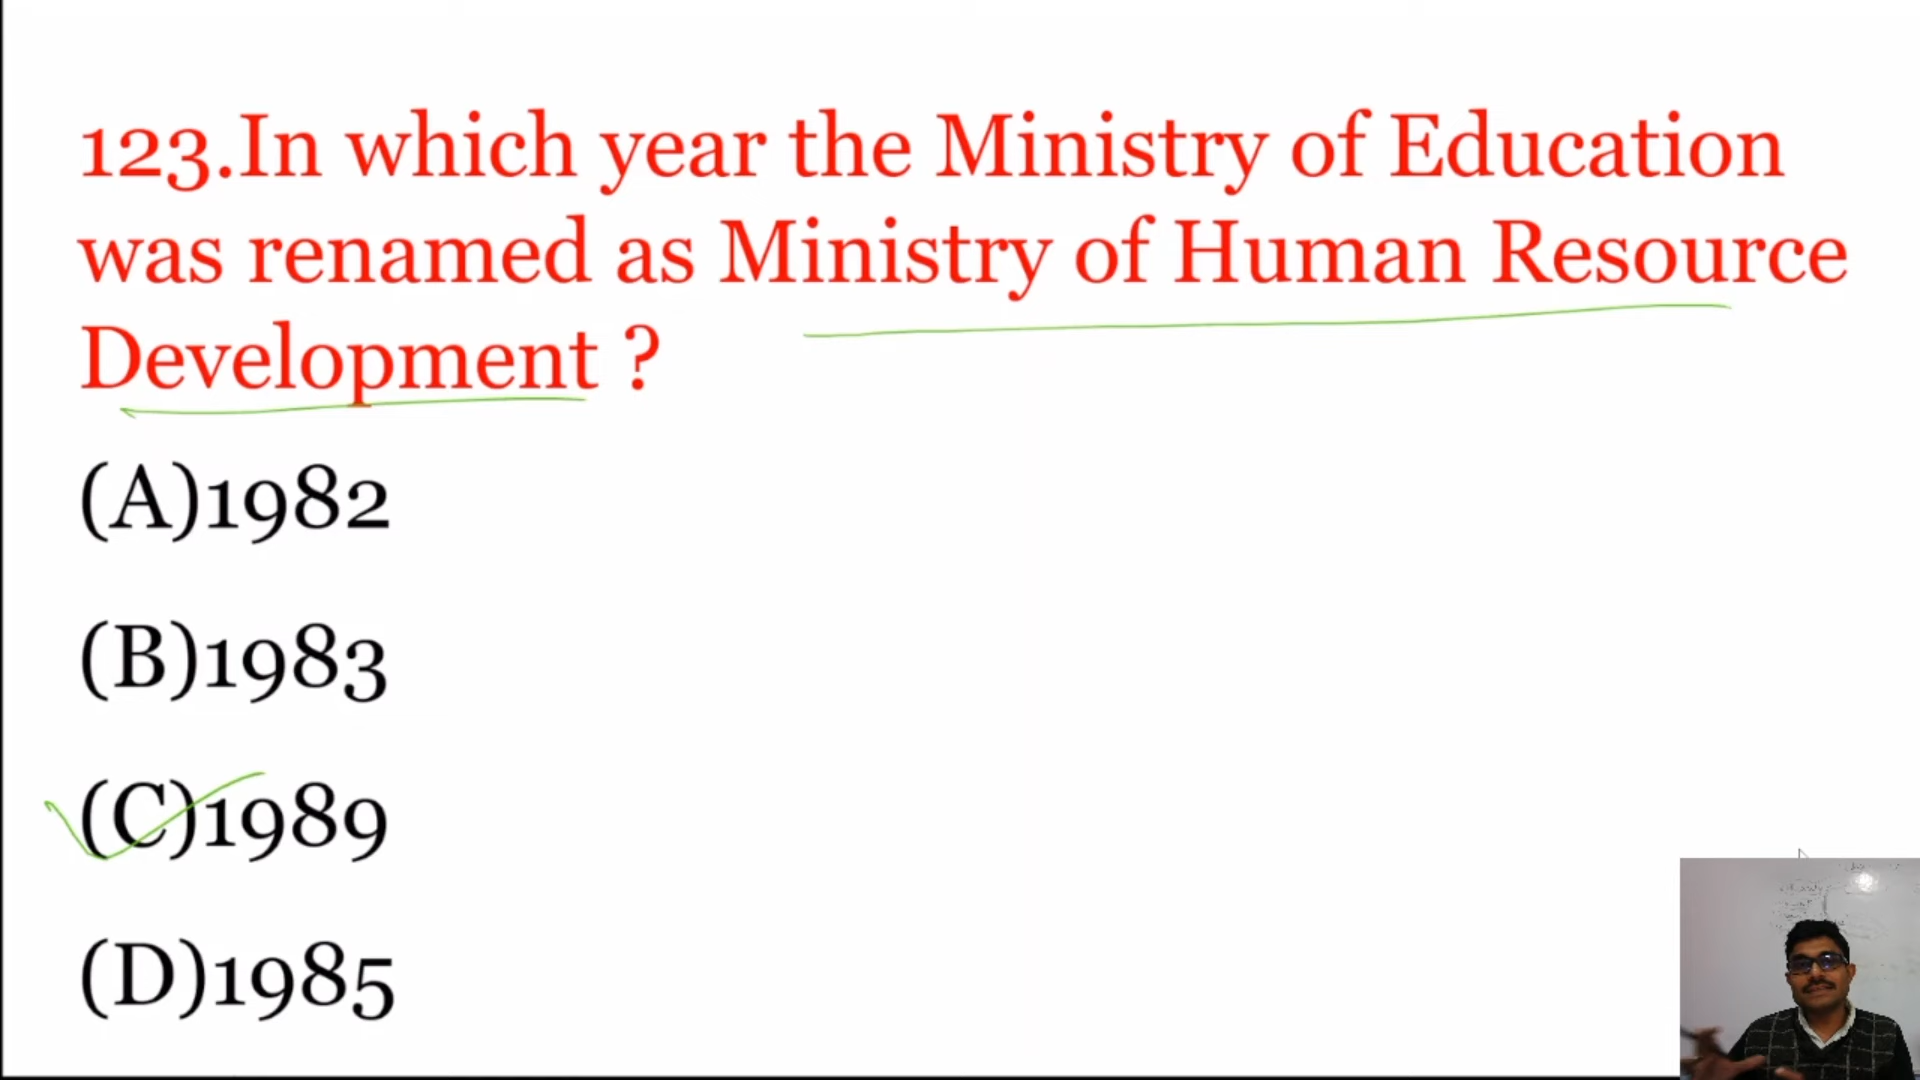 123.In which year the Ministry of Education
was renamed as Ministry of Human Resource
Development ?
(A)1982
(B)1983
(C)1989
(D)1985